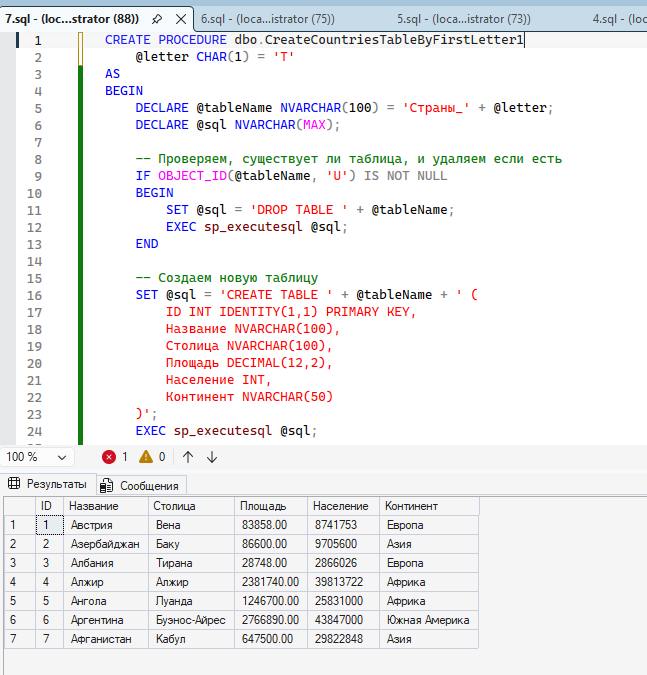 7.sql - (loc...strator (88)) 6.sql - (loca...istrator (75)) 5.sql - (loca...istrator (73)) 4.sql - (loc
1 CREATE PROCEDURE dbo.CreateCountriesTableByFirstLetter1
2 @letter CHAR(1) = 'T'
3 AS
4 BEGIN
5 DECLARE @tableName NVARCHAR(100) = 'Страны_' + @letter;
6 DECLARE @sql NVARCHAR(MAX);
7
8 -- Проверяем, существует ли таблица, и удаляем если есть
9 IF OBJECT_ID(@tableName, 'U') IS NOT NULL
10 BEGIN
11 SET @sql = 'DROP TABLE ' + @tableName;
12 EXEC sp_executesql @sql;
13 END
14
15 -- Создаем новую таблицу
16 SET @sql = 'CREATE TABLE ' + @tableName + ' (
17 ID INT IDENTITY(1,1) PRIMARY KEY,
18 Название NVARCHAR(100),
19 Столица NVARCHAR(100),
20 Площадь DECIMAL(12,2),
21 Население INT,
22 Континент NVARCHAR(50)
23 )';
24 EXEC sp_executesql @sql;
100 % 1 0
Результаты Сообщения
ID Название Столица Площадь Население Континент
1 1 Австрия Вена 83858.00 8741753 Европа
2 2 Азербайджан Баку 86600.00 9705600 Азия
3 3 Албания Тирана 28748.00 2866026 Европа
4 4 Алжир Алжир 2381740.00 39813722 Африка
5 5 Ангола Луанда 1246700.00 25831000 Африка
6 6 Аргентина Буэнос-Айрес 2766890.00 43847000 Южная Америка
7 7 Афганистан Кабул 647500.00 29822848 Азия